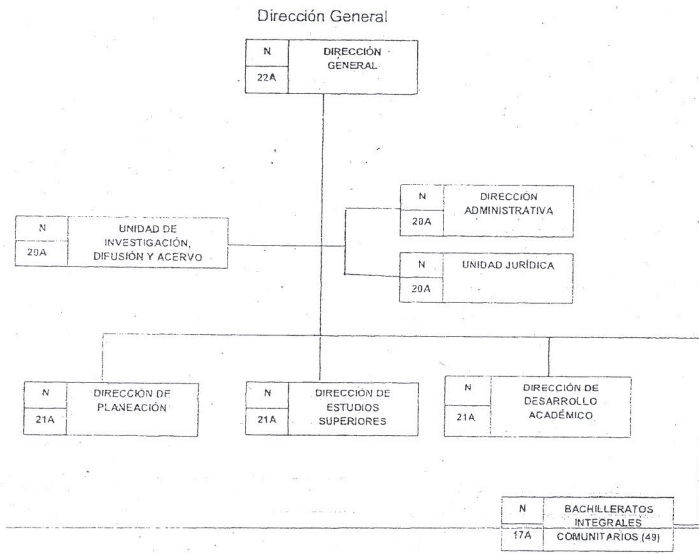 Dirección General
N
22A
DIRECCIÓN
GENERAL
N
20A
DIRECCIÓN
ADMINISTRATIVA
N
20A
UNIDAD DE
INVESTIGACIÓN,
DIFUSIÓN Y ACERVO
N
20A
UNIDAD JURÍDICA
N
21A
DIRECCIÓN DE
PLANEACIÓN
N
21A
DIRECCIÓN DE
ESTUDIOS
SUPERIORES
N
21A
DIRECCIÓN DE
DESARROLLO
ACADÉMICO
N
17A
BACHILLERATOS
INTEGRALES
COMUNITARIOS (49)